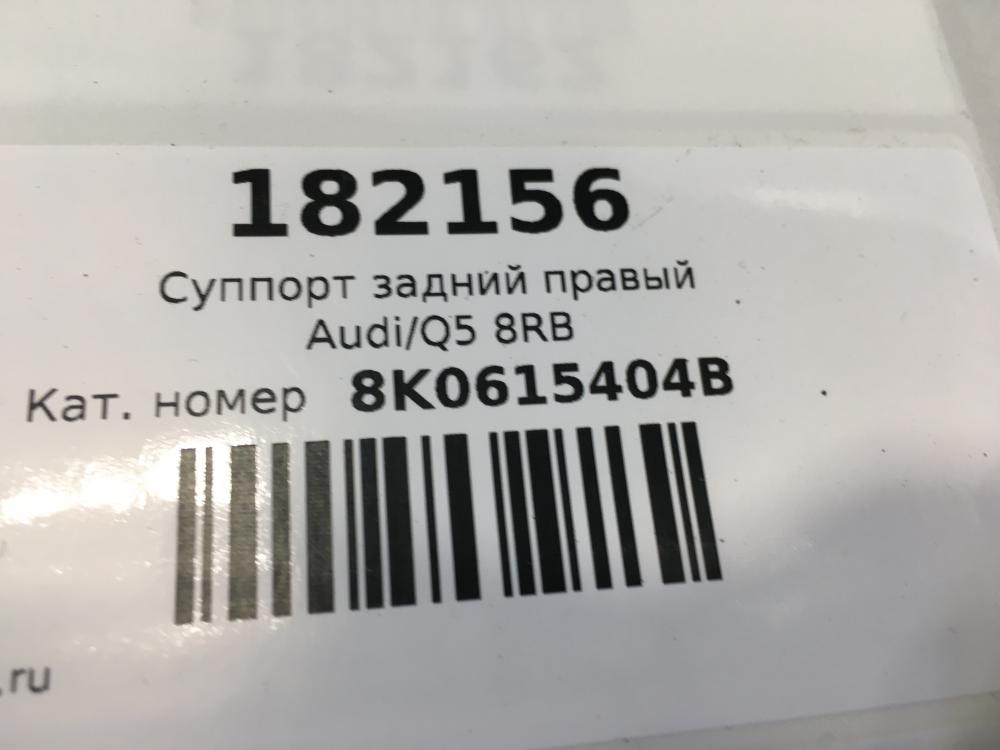 182156
Суппорт задний правый
Audi/Q5 8RB
Кат. номер 8K0615404B
.ru